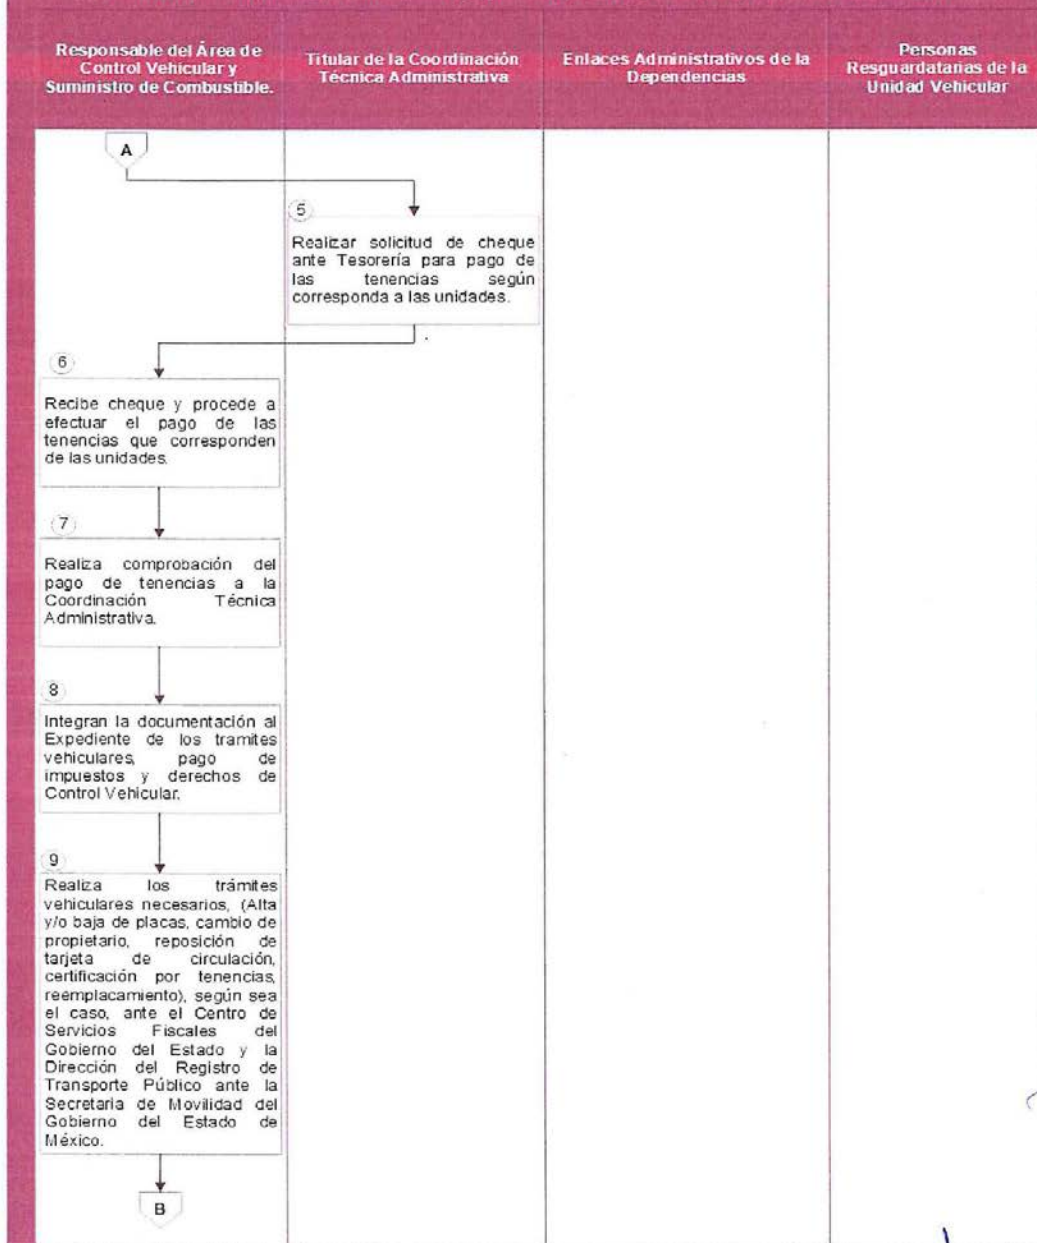 Responsable del Área de
Control Vehicular y
Suministro de Combustible.
Titular de la Coordinación
Técnica Administrativa
Enlaces Administrativos de la
Dependencias
Personas
Resguardatarias de la
Unidad Vehicular
A
5
Realizar solicitud de cheque
ante Tesorería para pago de
las tenencias según
corresponda a las unidades.
6
Recibe cheque y procede a
efectuar el pago de las
tenencias que corresponden
de las unidades.
7
Realiza comprobación del
pago de tenencias a la
Coordinación Técnica
Administrativa.
8
Integran la documentación al
Expediente de los tramites
vehiculares, pago de
impuestos y derechos de
Control Vehicular.
9
Realiza los trámites
vehiculares necesarios, (Alta
y/o baja de placas, cambio de
propietario, reposición de
tarjeta de circulación,
certificación por tenencias,
reemplacamiento), según sea
el caso, ante el Centro de
Servicios Fiscales del
Gobierno del Estado y la
Dirección del Registro de
Transporte Público ante la
Secretaria de Movilidad del
Gobierno del Estado de
México.
B